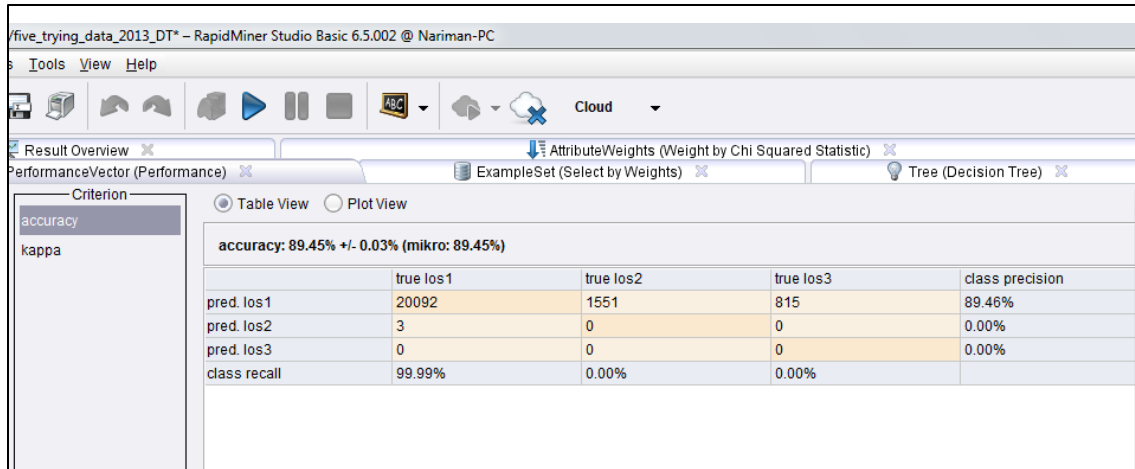 /five_trying_data_2013_DT* – RapidMiner Studio Basic 6.5.002 @ Nariman-PC
s Tools View Help
ABC Cloud
Result Overview AttributeWeights (Weight by Chi Squared Statistic)
PerformanceVector (Performance) ExampleSet (Select by Weights) Tree (Decision Tree)
Criterion Table View Plot View
accuracy
kappa accuracy: 89.45% +/- 0.03% (mikro: 89.45%)
true los1 true los2 true los3 class precision
pred. los1 20092 1551 815 89.46%
pred. los2 3 0 0 0.00%
pred. los3 0 0 0 0.00%
class recall 99.99% 0.00% 0.00%